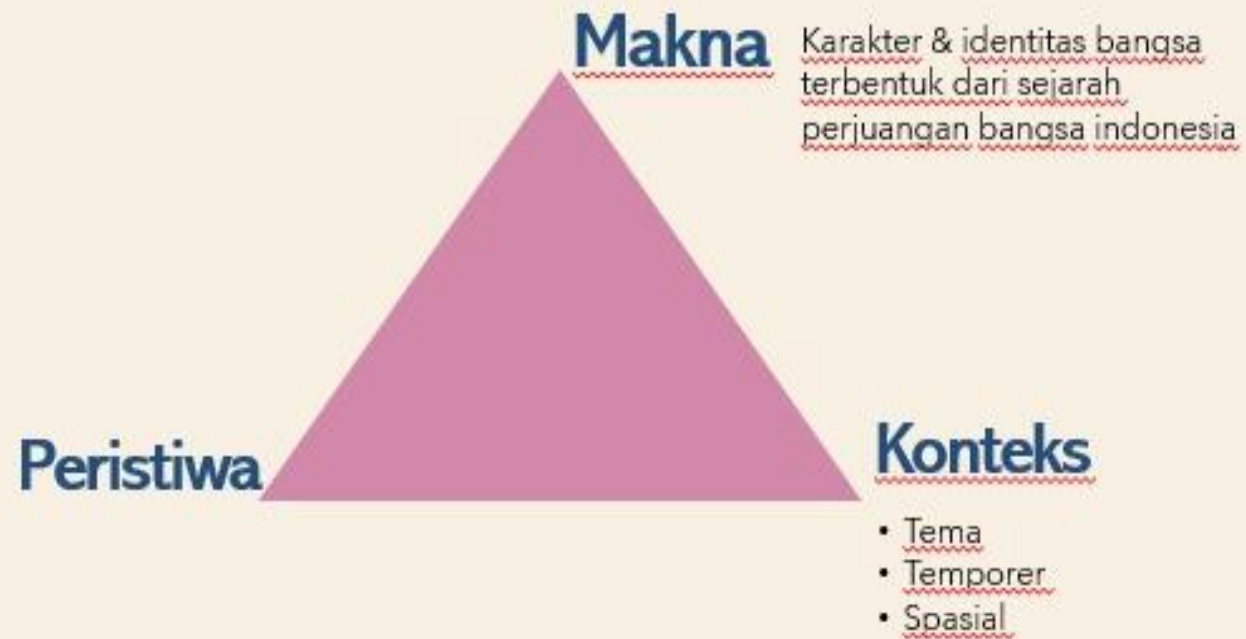 Makna
Karakter & identitas bangsa
terbentuk dari sejarah
perjuangan bangsa indonesia
Peristiwa
Konteks
• Tema
• Temporer
• Spasial